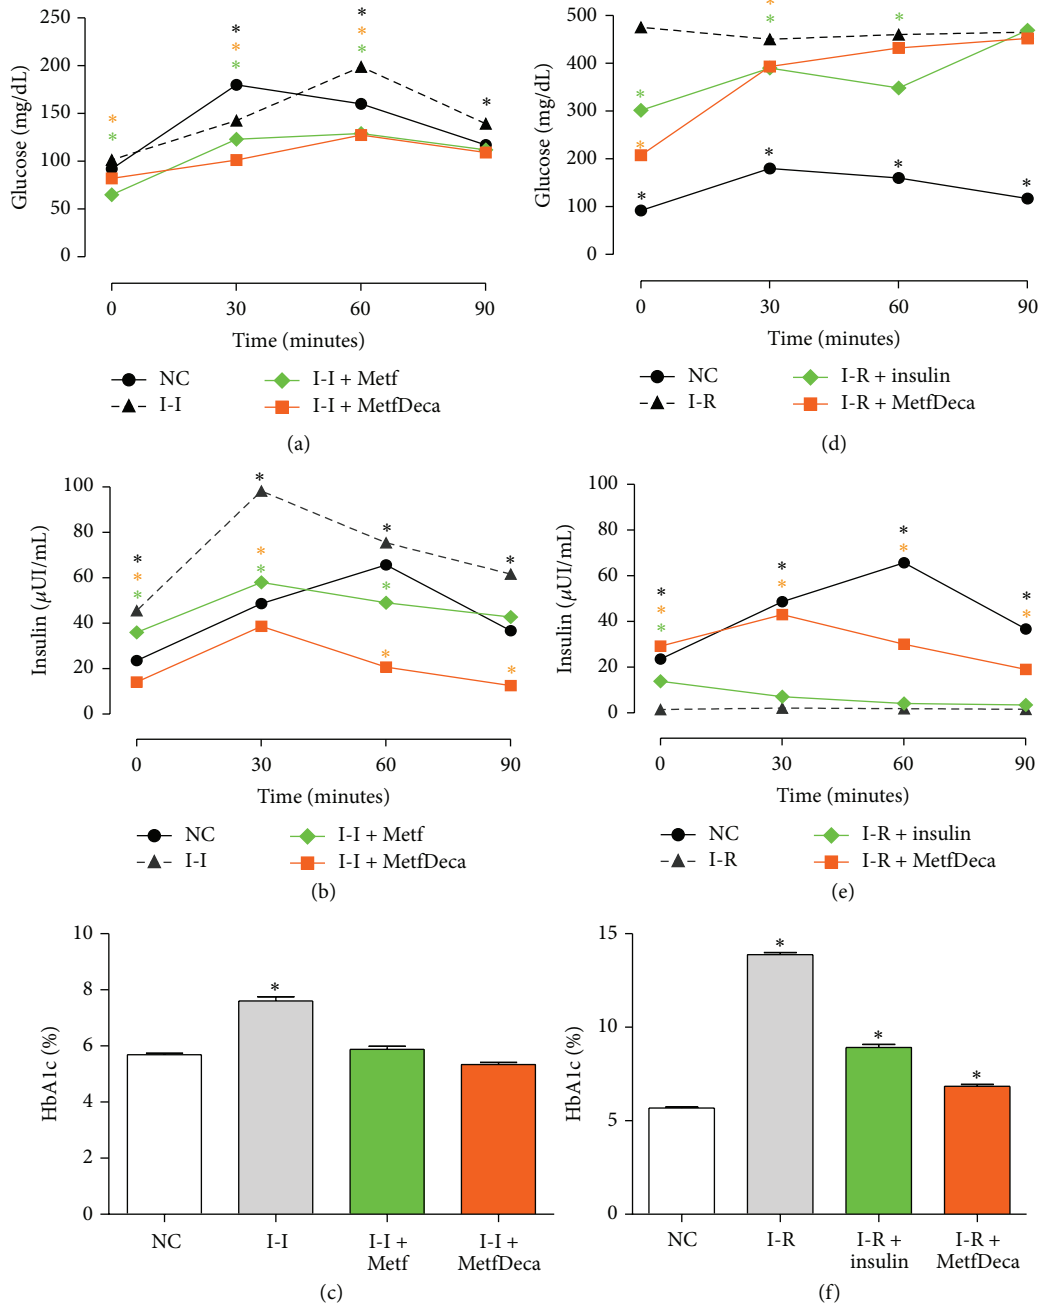 250
200
150
100
50
0
Glucose (mg/dL)
* * *
* * *
* * *
* *
0 30 60 90
Time (minutes)
NC I-I + Metf
I-I I-I + MetfDeca
(a)
500
400
300
200
100
0
Glucose (mg/dL)
*
* *
*
*
* * * *
0 30 60 90
Time (minutes)
NC I-R + insulin
I-R I-R + MetfDeca
(d)
100
80
60
40
20
0
Insulin (μUI/mL)
* * * *
* *
* * *
* *
0 30 60 90
Time (minutes)
NC I-I + Metf
I-I I-I + MetfDeca
(b)
100
80
60
40
20
0
Insulin (μUI/mL)
* * * *
* * * *
*
0 30 60 90
Time (minutes)
NC I-R + insulin
I-R I-R + MetfDeca
(e)
10
8
6
4
2
0
HbA1c (%)
*
NC I-I I-I + I-I +
Metf MetfDeca
(c)
15
10
5
0
HbA1c (%)
* * *
NC I-R I-R + I-R +
insulin MetfDeca
(f)